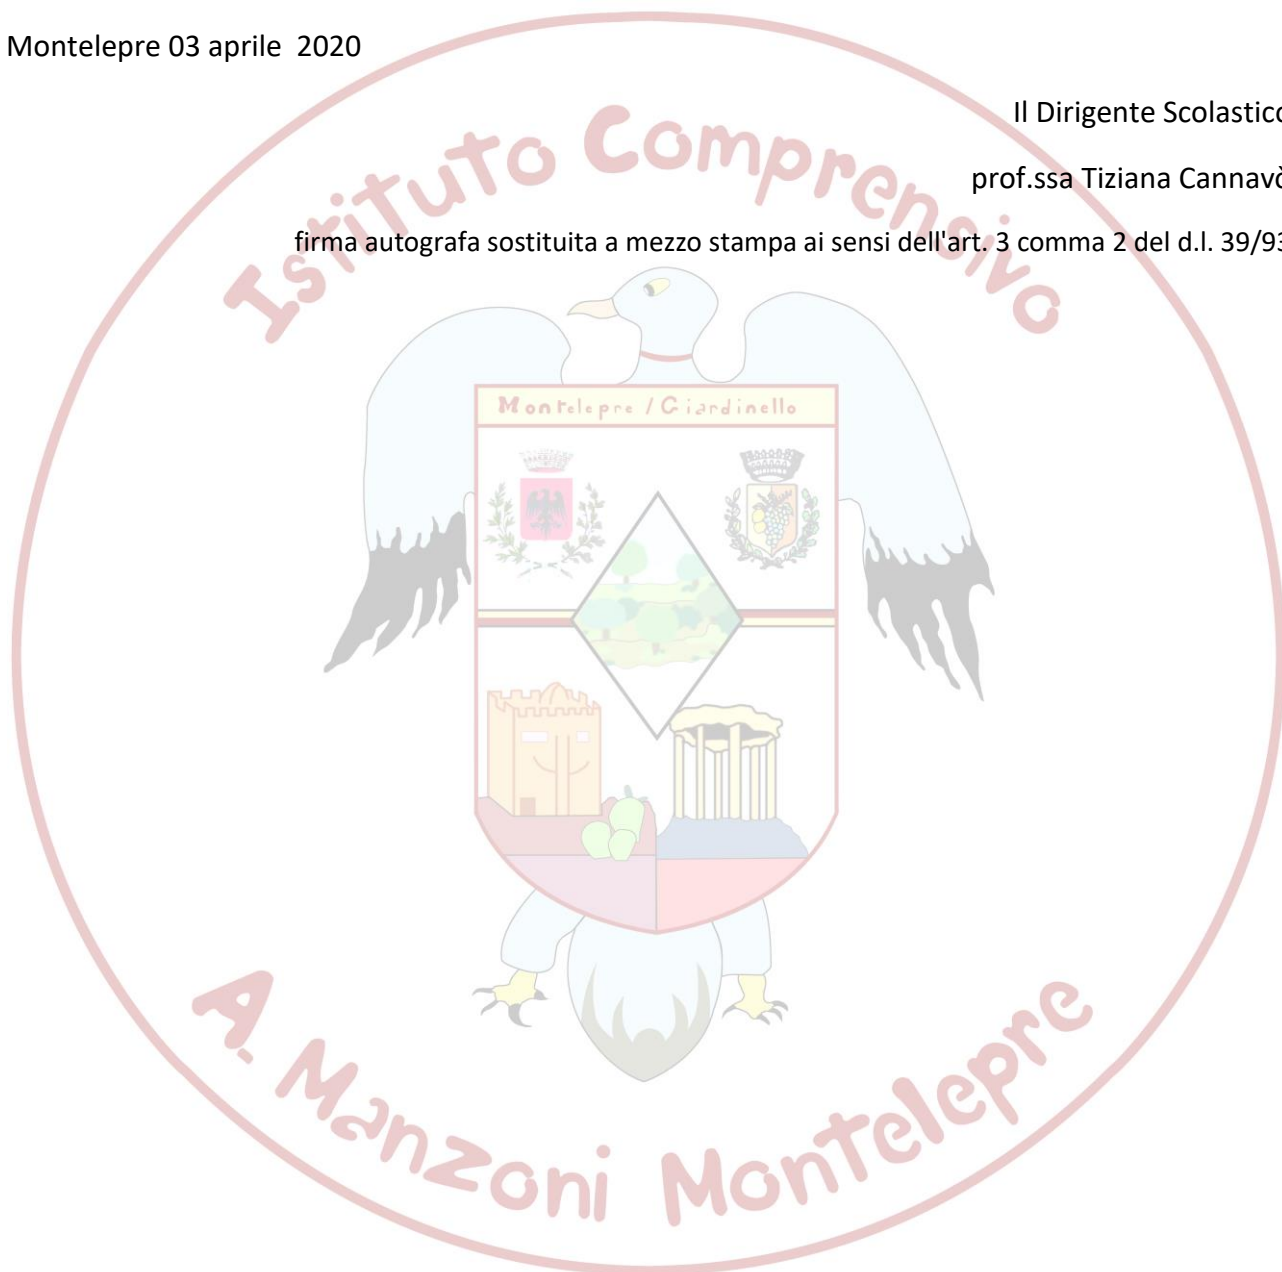 Montelepre 03 aprile  2020
Il Dirigente Scolastico
prof.ssa Tiziana Cannavò
firma autografa sostituita a mezzo stampa ai sensi dell'art. 3 comma 2 del d.l. 39/93
Istituto Comprensivo
Montelepre / Giardinello
A. Manzoni Montelepre